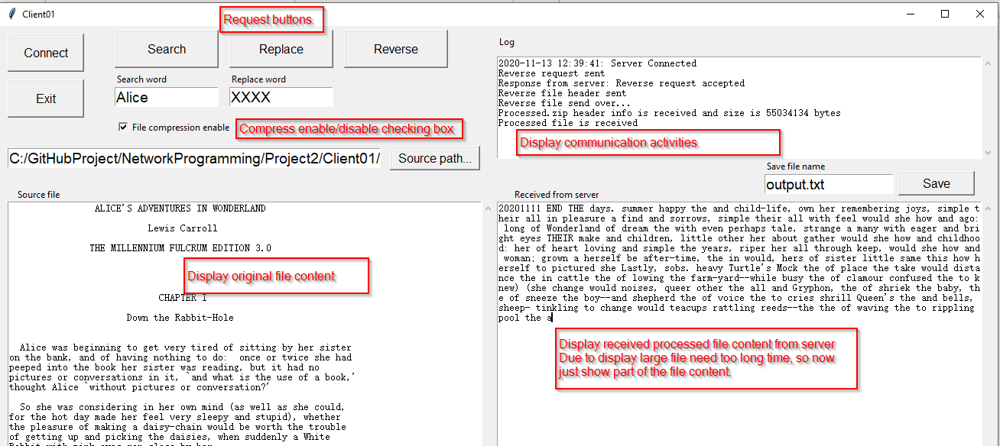 Client01
Request buttons
Connect
Search
Replace
Reverse
Search word
Replace word
Exit
Alice
XXXX
File compression enable
Compress enable/disable checking box
C:/GitHubProject/NetworkProgramming/Project2/Client01/
Source path...
Log
2020-11-13 12:39:41: Server Connected
Reverse request sent
Response from server: Reverse request accepted
Reverse file header sent
Reverse file send over...
Processed.zip header info is received and size is 55034134 bytes
Processed file is received
Display communication activities
Save file name
output.txt
Save
Source file
ALICE'S ADVENTURES IN WONDERLAND
Lewis Carroll
THE MILLENNIUM FULCRUM EDITION 3.0
Display original file content
CHAPTER I
Down the Rabbit-Hole
Alice was beginning to get very tired of sitting by her sister
on the bank, and of having nothing to do:  once or twice she had
peeped into the book her sister was reading, but it had no
pictures or conversations in it, `and what is the use of a book,'
thought Alice `without pictures or conversation?'
So she was considering in her own mind (as well as she could,
for the hot day made her feel very sleepy and stupid), whether
the pleasure of making a daisy-chain would be worth the trouble
of getting up and picking the daisies, when suddenly a White
Rabbit with pink eyes ran close by her.
Received from server
20201111 END THE days. summer happy the and child-life, own her remembering joys, simple t
heir all in pleasure a find and sorrows, simple their all with feel would she how and ago:
long of Wonderland of dream the with even perhaps tale, strange a many with eager and bri
ght eyes THEIR make and children, little other her about gather would she how and childhoo
d: her of heart loving and simple the years, riper her all through keep, would she how and
woman; grown a herself be after-time, the in would, hers of sister little same this how h
erself to pictured she Lastly, sobs. heavy Turtle's Mock the of place the take would dista
nce the in cattle the of lowing the farm-yard--while busy the of clamour confused the to k
new) (she change would noises, queer other the all and Gryphon, the of shriek the baby, th
e of sneeze the boy--and shepherd the of voice the to cries shrill Queen's the and bells,
sheep- tinkling to change would teacups rattling reeds--the the of waving the to rippling
pool the a
Display received processed file content from server
Due to display large file need too long time, so now
just show part of the file content.